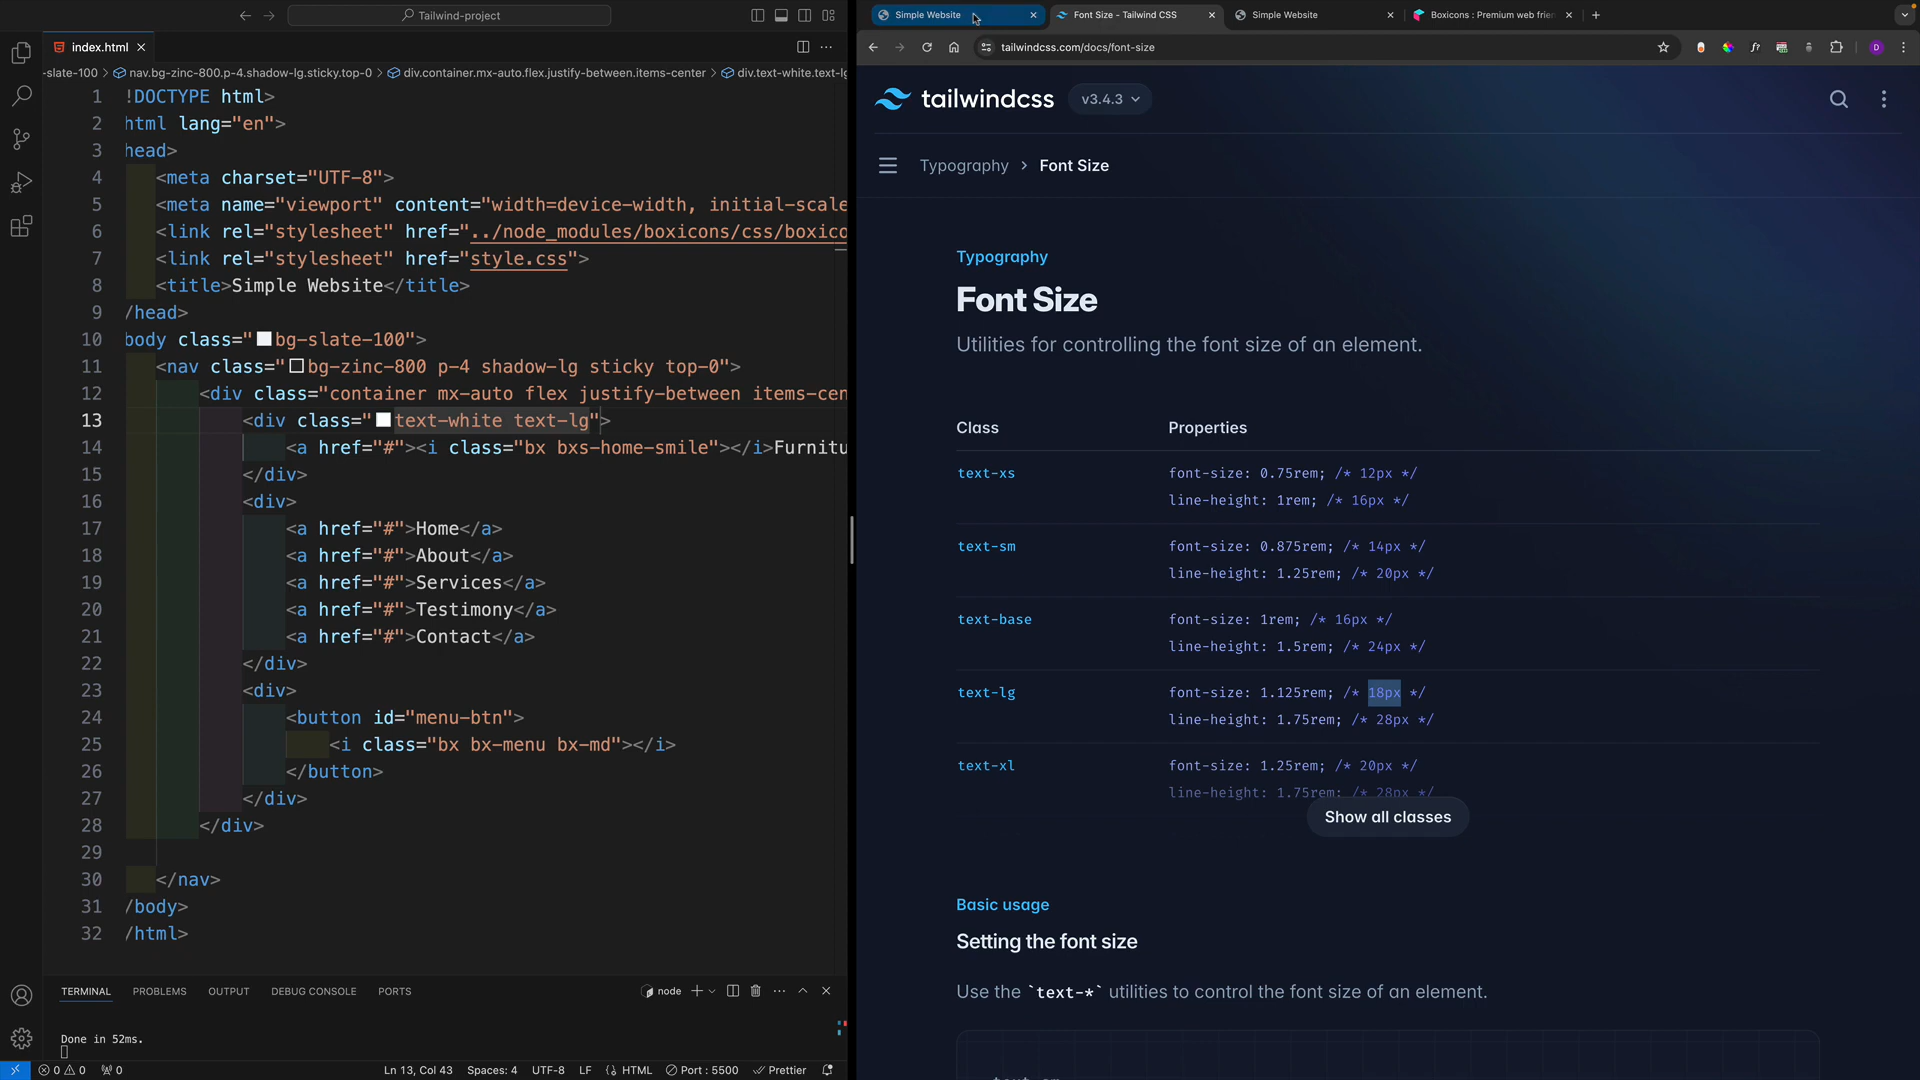 Tailwind-project
Simple Website
Font Size - Tailwind CSS
Simple Website
Boxicons : Premium web frien
index.html
tailwindcss.com/docs/font-size
D
-slate-100 > nav.bg-zinc-800.p-4.shadow-lg.sticky.top-0 > div.container.mx-auto.flex.justify-between.items-center > div.text-white.text-lg
1 !DOCTYPE html>
2 html lang="en">
3 head>
4 <meta charset="UTF-8">
5 <meta name="viewport" content="width=device-width, initial-scale
6 <link rel="stylesheet" href="../node_modules/boxicons/css/boxico
7 <link rel="stylesheet" href="style.css">
8 <title>Simple Website</title>
9 /head>
10 body class="bg-slate-100">
11 <nav class="bg-zinc-800 p-4 shadow-lg sticky top-0">
12 <div class="container mx-auto flex justify-between items-cen
13 <div class="text-white text-lg">
14 <a href="#"><i class="bx bxs-home-smile"></i>Furnitu
15 </div>
16 <div>
17 <a href="#">Home</a>
18 <a href="#">About</a>
19 <a href="#">Services</a>
20 <a href="#">Testimony</a>
21 <a href="#">Contact</a>
22 </div>
23 <div>
24 <button id="menu-btn">
25 <i class="bx bx-menu bx-md"></i>
26 </button>
27 </div>
28 </div>
29
30 </nav>
31 /body>
32 /html>
TERMINAL PROBLEMS OUTPUT DEBUG CONSOLE PORTS
node
Done in 52ms.
0 0 0
Ln 13, Col 43 Spaces: 4 UTF-8 LF HTML Port : 5500 Prettier
tailwindcss v3.4.3
Typography > Font Size
Typography
Font Size
Utilities for controlling the font size of an element.
Class Properties
text-xs font-size: 0.75rem; /* 12px */
line-height: 1rem; /* 16px */
text-sm font-size: 0.875rem; /* 14px */
line-height: 1.25rem; /* 20px */
text-base font-size: 1rem; /* 16px */
line-height: 1.5rem; /* 24px */
text-lg font-size: 1.125rem; /* 18px */
line-height: 1.75rem; /* 28px */
text-xl font-size: 1.25rem; /* 20px */
line-height: 1.75rem; /* 28px */
Show all classes
Basic usage
Setting the font size
Use the `text-*` utilities to control the font size of an element.